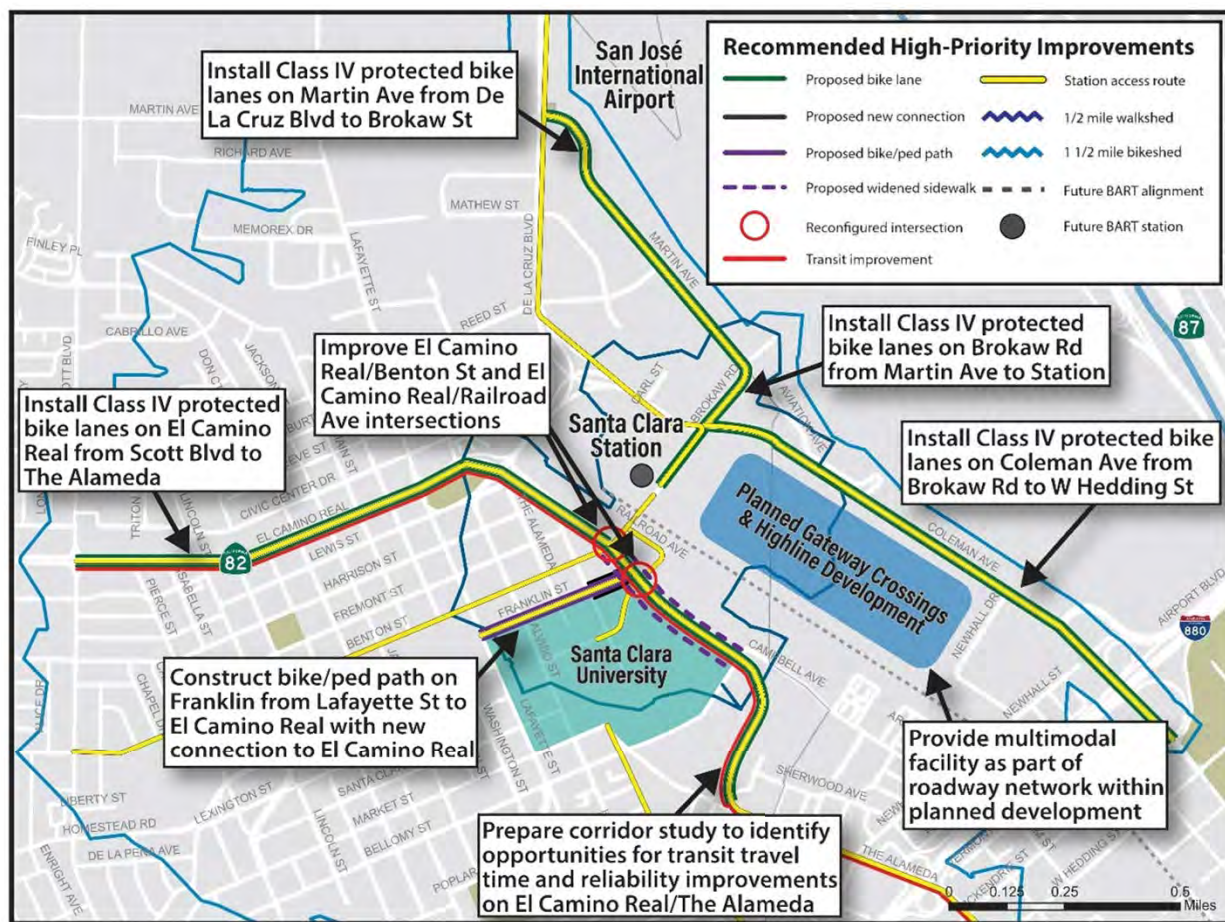 San José
International
Airport
Recommended High-Priority Improvements
Proposed bike lane
Proposed new connection
Proposed bike/ped path
Proposed widened sidewalk
Reconfigured intersection
Transit improvement
Station access route
1/2 mile walkshed
1 1/2 mile bikeshed
Future BART alignment
Future BART station
Install Class IV protected bike
lanes on Martin Ave from De
La Cruz Blvd to Brokaw St
MARTIN AVE
RICHARD AVE
MATHEW ST
MEMOREX DR
FINLEY PL
LAFAYETTE ST
DE LA CRUZ BLVD
MARTIN AVE
REED ST
CABRILLO AVE
87
Improve El Camino
Real/Benton St and El
Camino Real/Railroad
Ave intersections
Install Class IV protected
bike lanes on Brokaw Rd
from Martin Ave to Station
BROKAW RD
AVIATION AVE
Install Class IV protected
bike lanes on El Camino
Real from Scott Blvd to
The Alameda
Santa Clara
Station
Install Class IV protected bike
lanes on Coleman Ave from
Brokaw Rd to W Hedding St
CIVIC CENTER DR
EL CAMINO REAL
LINCOLN ST
82
LEWIS ST
HARRISON ST
FREMONT ST
BENTON ST
PIERCE ST
ISABELLA ST
THE ALAMEDA
RAILROAD AVE
FRANKLIN ST
ALVISO ST
Planned Gateway Crossings
& Highline Development
COLEMAN AVE
AIRPORT BLVD
880
NEWHALL DR
NEWHALL ST
CAMPBELL AVE
Santa Clara
University
Construct bike/ped path on
Franklin from Lafayette St to
El Camino Real with new
connection to El Camino Real
WASHINGTON ST
LAFAYETTE ST
ALICE DR
Provide multimodal
facility as part of
roadway network within
planned development
SHERWOOD AVE
LIBERTY ST
HOMESTEAD RD
LEXINGTON ST
DE LA PENA AVE
ENRIGHT AVE
MARKET ST
BELLOMY ST
LINCOLN ST
Prepare corridor study to identify
opportunities for transit travel
time and reliability improvements
on El Camino Real/The Alameda
THE ALAMEDA
W HEDDING ST
0 0.125 0.25 0.5
Miles